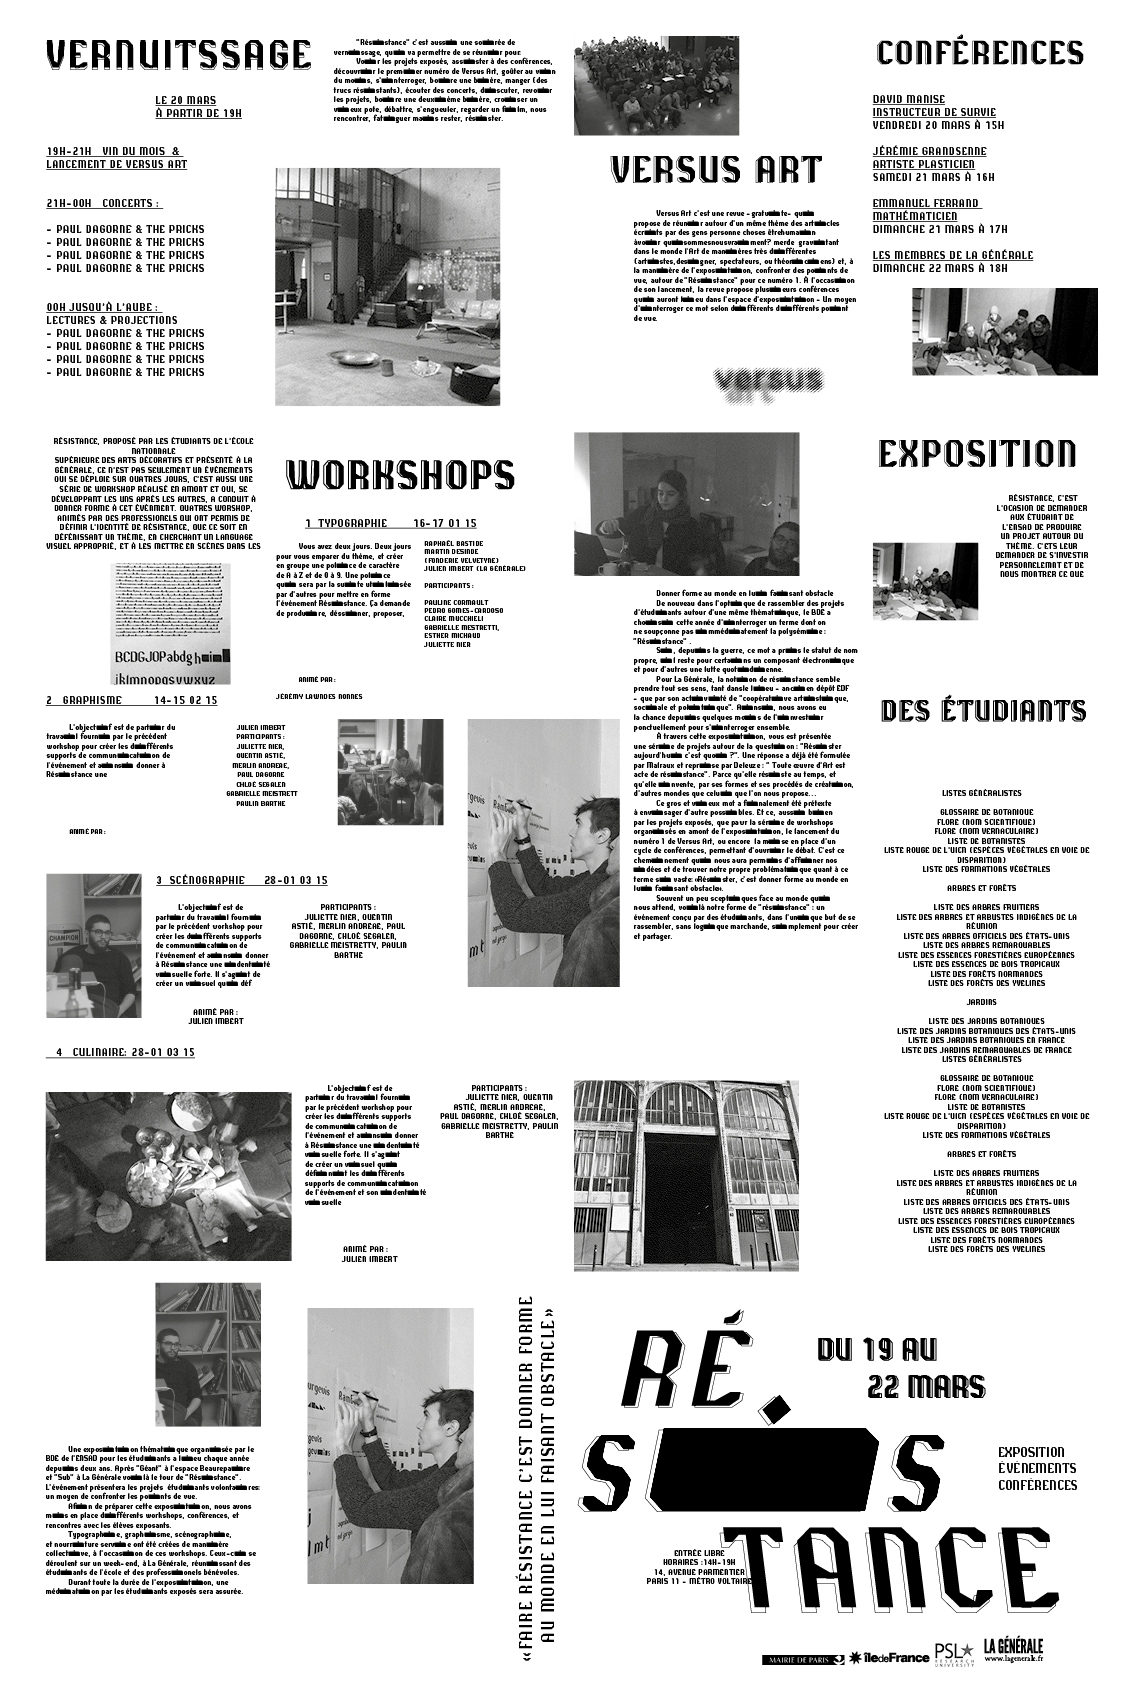 VERNUITSSAGE
LE 20 MARS
À PARTIR DE 19H
19H-21H VIN DU MOIS &
LANCEMENT DE VERSUS ART
21H-00H CONCERTS :
- PAUL DAGORNE & THE PRICKS
- PAUL DAGORNE & THE PRICKS
- PAUL DAGORNE & THE PRICKS
- PAUL DAGORNE & THE PRICKS
00H JUSQU'À L'AUBE :
LECTURES & PROJECTIONS
- PAUL DAGORNE & THE PRICKS
- PAUL DAGORNE & THE PRICKS
- PAUL DAGORNE & THE PRICKS
- PAUL DAGORNE & THE PRICKS
"Résistance" c'est aussi une soirée de
vernissage, qui va permettre de se réunir pour:
Voir les projets exposés, assister à des conférences,
découvrir le premier numéro de Versus Art, goûter au vin
du mois, s'interroger, boire une bière, manger (des
trucs résistants), écouter des concerts, discuter, revoir
les projets, boire une deuxième bière, croiser un
vieux pote, débattre, s'engueuler, regarder un film, nous
rencontrer, fatiguer mais rester, résister.
VERSUS ART
Versus Art c'est une revue - gratuite- qui
propose de réunir autour d'un même thème des articles
écrits par des gens personne choses êtrehumain
àvoir quisommesnousvraiment? merde gravitant
dans le monde l'Art de manières très différentes
(artistes,designer, spectateurs, ou théoriciens) et, à
la manière de l'exposition, confronter des points de
vue, autour de"Résistance" pour ce numéro 1. À l'occasion
de son lancement, la revue propose plusieurs conférences
qui auront lieu dans l'espace d'exposition - Un moyen
d'interroger ce mot selon différents différents point
de vue.
versus
art
CONFÉRENCES
DAVID MANISE
INSTRUCTEUR DE SURVIE
VENDREDI 20 MARS À 15H
JÉRÉMIE GRANDSENNE
ARTISTE PLASTICIEN
SAMEDI 21 MARS À 16H
EMMANUEL FERRAND
MATHÉMATICIEN
DIMANCHE 21 MARS À 17H
LES MEMBRES DE LA GÉNÉRALE
DIMANCHE 22 MARS À 18H
RÉSISTANCE, PROPOSÉ PAR LES ÉTUDIANTS DE L'ÉCOLE
NATIONNALE
SUPÉRIEURE DES ARTS DÉCORATIFS ET PRÉSENTÉ À LA
GÉNÉRALE, CE N'EST PAS SEULEMENT UN ÉVÈNEMENTS
QUI SE DÉPLOIE SUR QUATRES JOURS, C'EST AUSSI UNE
SÉRIE DE WORKSHOP RÉALISÉ EN AMONT ET QUI, SE
DÉVELOPPANT LES UNS APRÈS LES AUTRES, A CONDUIT À
DONNER FORME À CET ÉVÈMENT. QUATRES WORSHOP,
ANIMÉS PAR DES PROFESSIONELS QUI ONT PERMIS DE
DÉFINIR L'IDENTITÉ DE RÉSISTANCE, QUE CE SOIT EN
DÉFÉNISSANT UN THÈME, EN CHERCHANT UN LANGUAGE
VISUEL APPROPRIÉ, ET À LES METTRE EN SCÈNES DANS LES
BCDGJOPabdgh
jklmnopqsvwxuz
WORKSHOPS
1 TYPOGRAPHIE 16-17 01 15
Vous avez deux jours. Deux jours
pour vous emparer du thème, et créer
en groupe une police de caractère
de A à Z et de 0 à 9. Une police
qui sera par la suite utilisée
par d'autres pour mettre en forme
l'événement Résistance. Ça demande
de produire, dessiner, proposer,
RAPHAËL BASTIDE
MARTIN DESINDE
(FONDERIE VELVETYNE)
JULIEN IMBERT (LA GÉNÉRALE)
PARTICIPANTS :
PAULINE CORMAULT
PEDRO GOMES-CARDOSO
CLAIRE MUCCHIELI
GABRIELLE MESTRETTI,
ESTHER MICHAUD
JULIETTE NIER
ANIMÉ PAR :
JÉRÉMY LAWNDES NONNES
2 GRAPHISME 14-15 02 15
L'objectif est de partir du
travail fourni par le précédent
workshop pour créer les différents
supports de communication de
l'événement et ainsi donner à
Résistance une
JULIEN IMBERT
PARTICIPANTS :
JULIETTE NIER,
QUENTIN ASTIÉ,
MERLIN ANDREAE,
PAUL DAGORNE
CHLOÉ SEGALEN
GABRIELLE MEISTRETT
PAULIN BARTHE
ANIMÉ PAR :
3 SCÉNOGRAPHIE 28-01 03 15
CHAMPION
L'objectif est de
partir du travail fourni
par le précédent workshop pour
créer les différents supports
de communication de
l'événement et ainsi donner
à Résistance une identité
visuelle forte. Il s'agit de
créer un visuel qui déf
PARTICIPANTS :
JULIETTE NIER, QUENTIN
ASTIÉ, MERLIN ANDREAE, PAUL
DAGORNE, CHLOÉ SEGALEN,
GABRIELLE MEISTRETTY, PAULIN
BARTHE
ANIMÉ PAR :
JULIEN IMBERT
4 CULINAIRE: 28-01 03 15
L'objectif est de
partir du travail fourni
par le précédent workshop pour
créer les différents supports
de communication de
l'événement et ainsi donner
à Résistance une identité
visuelle forte. Il s'agit
de créer un visuel qui
définit les différents
supports de communication
de l'événement et son identité
visuelle
PARTICIPANTS :
JULIETTE NIER, QUENTIN
ASTIÉ, MERLIN ANDREAE,
PAUL DAGORNE, CHLOÉ SEGALEN,
GABRIELLE MEISTRETTY, PAULIN
BARTHE
ANIMÉ PAR :
JULIEN IMBERT
Donner forme au monde en lui faisant obstacle
De nouveau dans l'optique de rassembler des projets
d'étudiants autour d'une même thématique, le BDE a
choisi cette année d'interroger un terme dont on
ne soupçonne pas immédiatement la polysémie :
"Résistance" .
Si, depuis la guerre, ce mot a pris le statut de nom
propre, il reste pour certains un composant électronique
et pour d'autres une lutte quotidienne.
Pour La Générale, la notion de résistance semble
prendre tout ses sens, tant dansle lieu - ancien dépôt EDF
- que par son activité de "coopérative artistique,
sociale et politique". Ainsi, nous avons eu
la chance depuis quelques mois de l'investir
ponctuellement pour s'interroger ensemble.
À travers cette exposition, vous est présentée
une série de projets autour de la question : "Résister
aujourd'hui c'est quoi ?". Une réponse a déjà été formulée
par Malraux et reprise par Deleuze : " Toute œuvre d'Art est
acte de résistance". Parce qu'elle résiste au temps, et
qu'elle invente, par ses formes et ses procédés de création,
d'autres mondes que celui que l'on nous propose...
Ce gros et vieux mot a finalement été prétexte
à envisager d'autre possibles. Et ce, aussi bien
par les projets exposés, que par la série de workshops
organisés en amont de l'exposition, le lancement du
numéro 1 de Versus Art, ou encore la mise en place d'un
cycle de conférences, permettant d'ouvrir le débat. C'est ce
cheminement qui nous aura permis d'affiner nos
idées et de trouver notre propre problématique quant à ce
terme si vaste: «Résister, c'est donner forme au monde en
lui faisant obstacle».
Souvent un peu sceptiques face au monde qui
nous attend, voilà notre forme de "résistance" : un
événement conçu par des étudiants, dans l'unique but de se
rassembler, sans logique marchande, simplement pour créer
et partager.
EXPOSITION
RÉSISTANCE, C'EST
L'OCASION DE DEMANDER
AUX ÉTUDAINT DE
L'ENSAD DE PRODUIRE
UN PROJET AUTOUR DU
THÈME. C'ETS LEUR
DEMANDER DE S'INVESTIR
PERSONNELEMNT ET DE
NOUS MONTRER CE QUE
DES ÉTUDIANTS
LISTES GÉNÉRALISTES
GLOSSAIRE DE BOTANIQUE
FLORE (NOM SCIENTIFIQUE)
FLORE (NOM VERNACULAIRE)
LISTE DE BOTANISTES
LISTE ROUGE DE L'UICN (ESPÈCES VÉGÉTALES EN VOIE DE
DISPARITION)
LISTE DES FORMATIONS VÉGÉTALES
ARBRES ET FORÊTS
LISTE DES ARBRES FRUITIERS
LISTE DES ARBRES ET ARBUSTES INDIGÈNES DE LA
RÉUNION
LISTE DES ARBRES OFFICIELS DES ÉTATS-UNIS
LISTE DES ARBRES REMARQUABLES
LISTE DES ESSENCES FORESTIÈRES EUROPÉENNES
LISTE DES ESSENCES DE BOIS TROPICAUX
LISTE DES FORÊTS NORMANDES
LISTE DES FORÊTS DES YVELINES
JARDINS
LISTE DES JARDINS BOTANIQUES
LISTE DES JARDINS BOTANIQUES DES ÉTATS-UNIS
LISTE DES JARDINS BOTANIQUES EN FRANCE
LISTE DES JARDINS REMARQUABLES DE FRANCE
LISTES GÉNÉRALISTES
GLOSSAIRE DE BOTANIQUE
FLORE (NOM SCIENTIFIQUE)
FLORE (NOM VERNACULAIRE)
LISTE DE BOTANISTES
LISTE ROUGE DE L'UICN (ESPÈCES VÉGÉTALES EN VOIE DE
DISPARITION)
LISTE DES FORMATIONS VÉGÉTALES
ARBRES ET FORÊTS
LISTE DES ARBRES FRUITIERS
LISTE DES ARBRES ET ARBUSTES INDIGÈNES DE LA
RÉUNION
LISTE DES ARBRES OFFICIELS DES ÉTATS-UNIS
LISTE DES ARBRES REMARQUABLES
LISTE DES ESSENCES FORESTIÈRES EUROPÉENNES
LISTE DES ESSENCES DE BOIS TROPICAUX
LISTE DES FORÊTS NORMANDES
LISTE DES FORÊTS DES YVELINES
Une exposition thématique organisée par le
BDE de l'ENSAD pour les étudiants a lieu chaque année
depuis deux ans. Après "Géant" à l'espace Beaurepaire
et "Sub" à La Générale voilà le tour de "Résistance".
L'événement présentera les projets étudiants volontaires:
un moyen de confronter les points de vue.
Afin de préparer cette exposition, nous avons
mis en place différents workshops, conférences, et
rencontres avec les élèves exposants.
Typographie, graphisme, scénographie,
et nourriture servie ont été créées de manière
collective, à l'occasion de ces workshops. Ceux-ci se
déroulent sur un week-end, à La Générale, réunissant des
étudiants de l'école et des professionels bénévoles.
Durant toute la durée de l'exposition, une
médiation par les étudiants exposés sera assurée.
«FAIRE RÉSISTANCE C'EST DONNER FORME
AU MONDE EN LUI FAISANT OBSTACLE»
RÉ
SIS
TANCE
DU 19 AU
22 MARS
EXPOSITION
ÉVÈNEMENTS
CONFÉRENCES
ENTRÉE LIBRE
HORAIRES :14H-19H
14, AVENUE PARMENTIER
PARIS 11 - MÉTRO VOLTAIRE
MAIRIE DE PARIS
île de France
PSL
RESEARCH
UNIVERSITY
LA GÉNÉRALE
www.lagenerale.fr